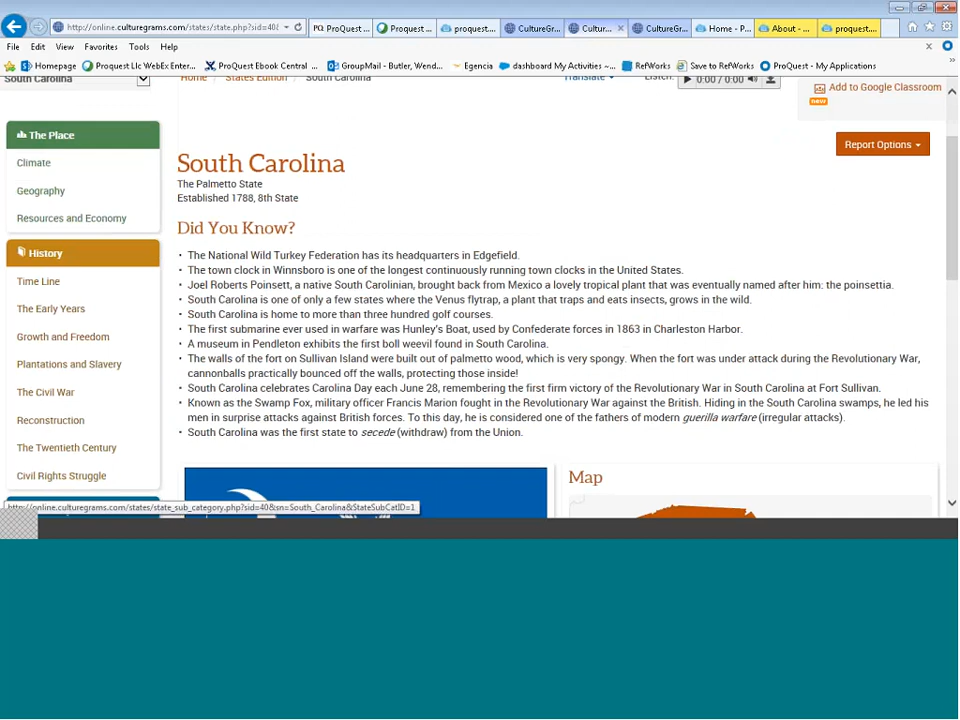 http://online.culturegrams.com/states/state.php?sid=40&
ProQuest ...
ProQuest ...
proquest...
CultureGr...
Cultur...
CultureGr...
Home - P...
About - ...
proquest....
File Edit View Favorites Tools Help
Homepage ProQuest Llc WebEx Enter... ProQuest Ebook Central ... GroupMail - Butler, Wend... Egencia dashboard My Activities ~... RefWorks Save to RefWorks ProQuest - My Applications
South Carolina
Home States Edition South Carolina
Translate
Listen:
0:00 / 0:00
Add to Google Classroom
new
Report Options
The Place
Climate
Geography
Resources and Economy
History
Time Line
The Early Years
Growth and Freedom
Plantations and Slavery
The Civil War
Reconstruction
The Twentieth Century
Civil Rights Struggle
South Carolina
The Palmetto State
Established 1788, 8th State
Did You Know?
• The National Wild Turkey Federation has its headquarters in Edgefield.
• The town clock in Winnsboro is one of the longest continuously running town clocks in the United States.
• Joel Roberts Poinsett, a native South Carolinian, brought back from Mexico a lovely tropical plant that was eventually named after him: the poinsettia.
• South Carolina is one of only a few states where the Venus flytrap, a plant that traps and eats insects, grows in the wild.
• South Carolina is home to more than three hundred golf courses.
• The first submarine ever used in warfare was Hunley's Boat, used by Confederate forces in 1863 in Charleston Harbor.
• A museum in Pendleton exhibits the first boll weevil found in South Carolina.
• The walls of the fort on Sullivan Island were built out of palmetto wood, which is very spongy. When the fort was under attack during the Revolutionary War,
cannonballs practically bounced off the walls, protecting those inside!
• South Carolina celebrates Carolina Day each June 28, remembering the first firm victory of the Revolutionary War in South Carolina at Fort Sullivan.
• Known as the Swamp Fox, military officer Francis Marion fought in the Revolutionary War against the British. Hiding in the South Carolina swamps, he led his
men in surprise attacks against British forces. To this day, he is considered one of the fathers of modern guerilla warfare (irregular attacks).
• South Carolina was the first state to secede (withdraw) from the Union.
Map
http://online.culturegrams.com/states/state_sub_category.php?sid=40&sn=South_Carolina&StateSubCatID=1